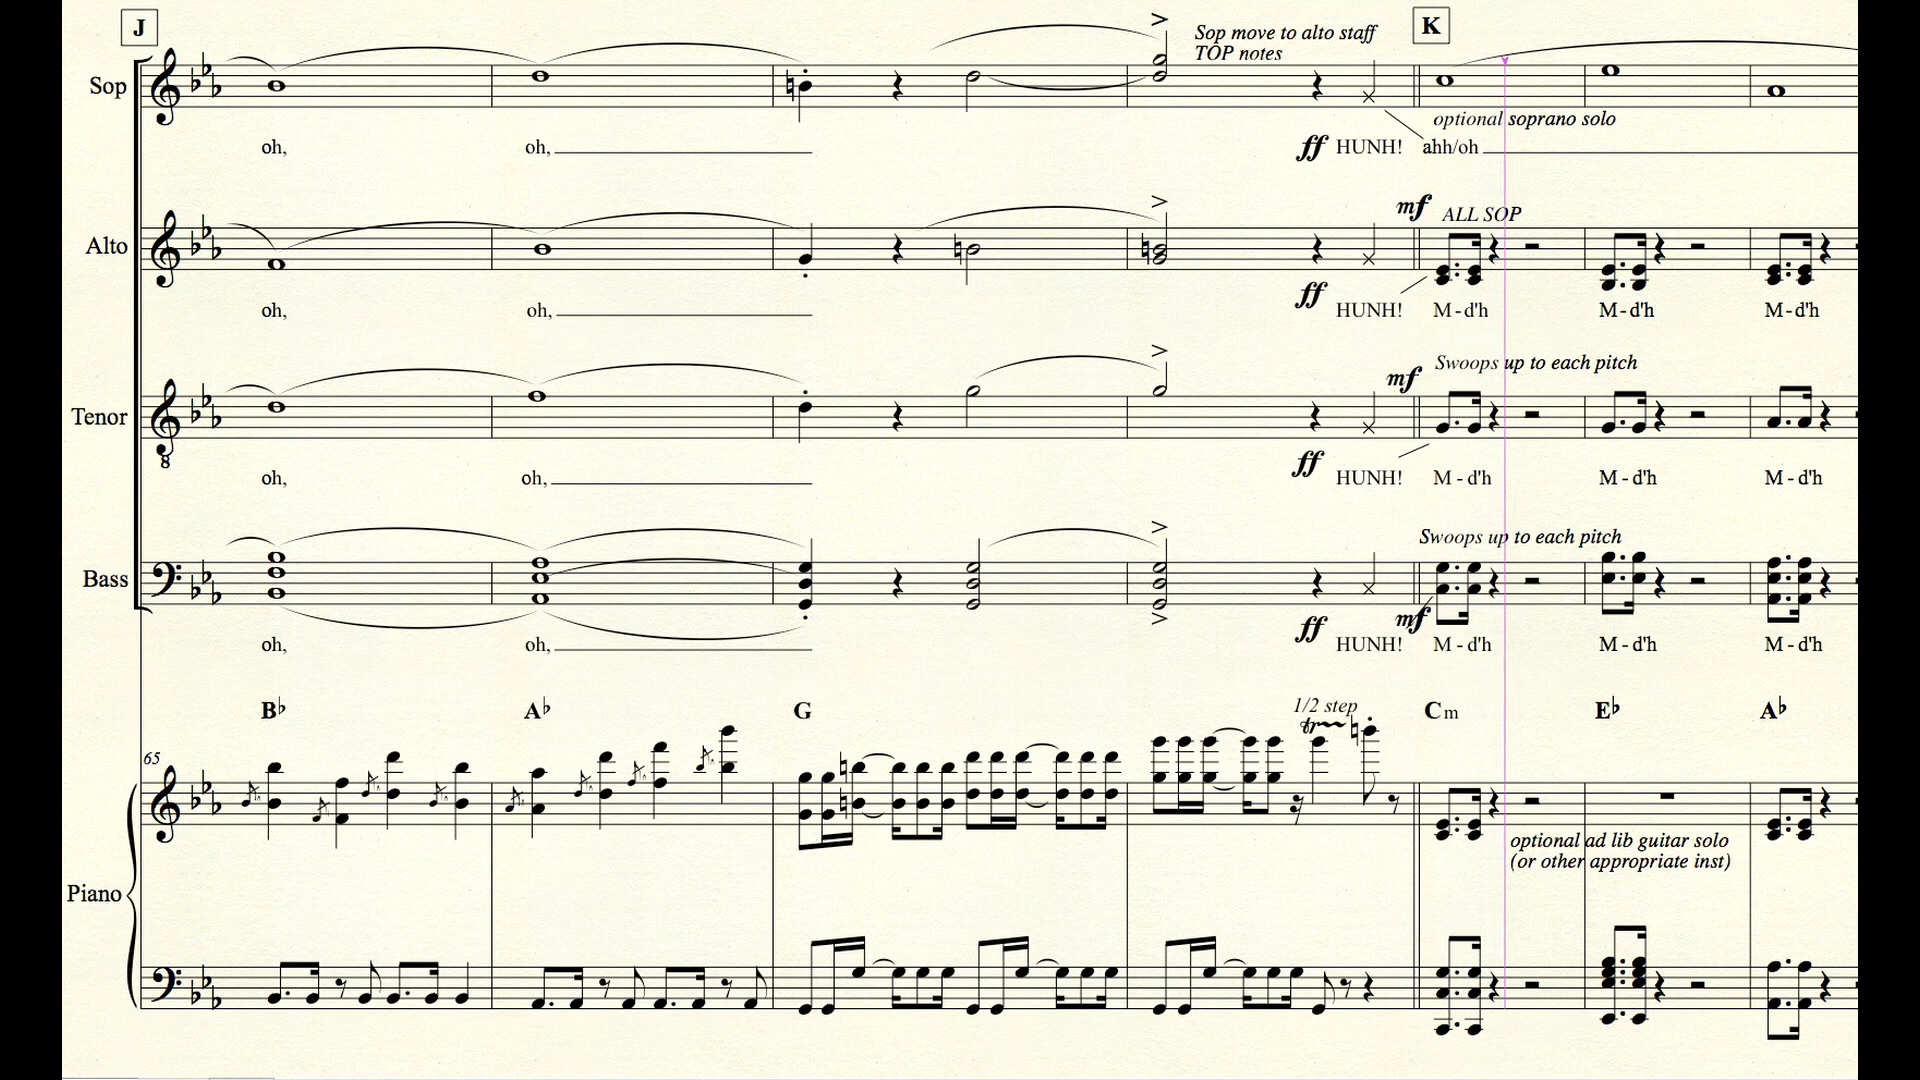 J
K
Sop move to alto staff
TOP notes
Sop
optional soprano solo
oh, oh, ff HUNH! ahh/oh
mf ALL SOP
Alto
ff
oh, oh, HUNH! M - d'h M - d'h M - d'h
Swoops up to each pitch
mf
Tenor
8
ff
oh, oh, HUNH! M - d'h M - d'h M - d'h
Swoops up to each pitch
Bass
mf
ff
oh, oh, HUNH! M - d'h M - d'h M - d'h
1/2 step
B♭ A♭ G Cm E♭ A♭
tr
65
optional ad lib guitar solo
(or other appropriate inst)
Piano